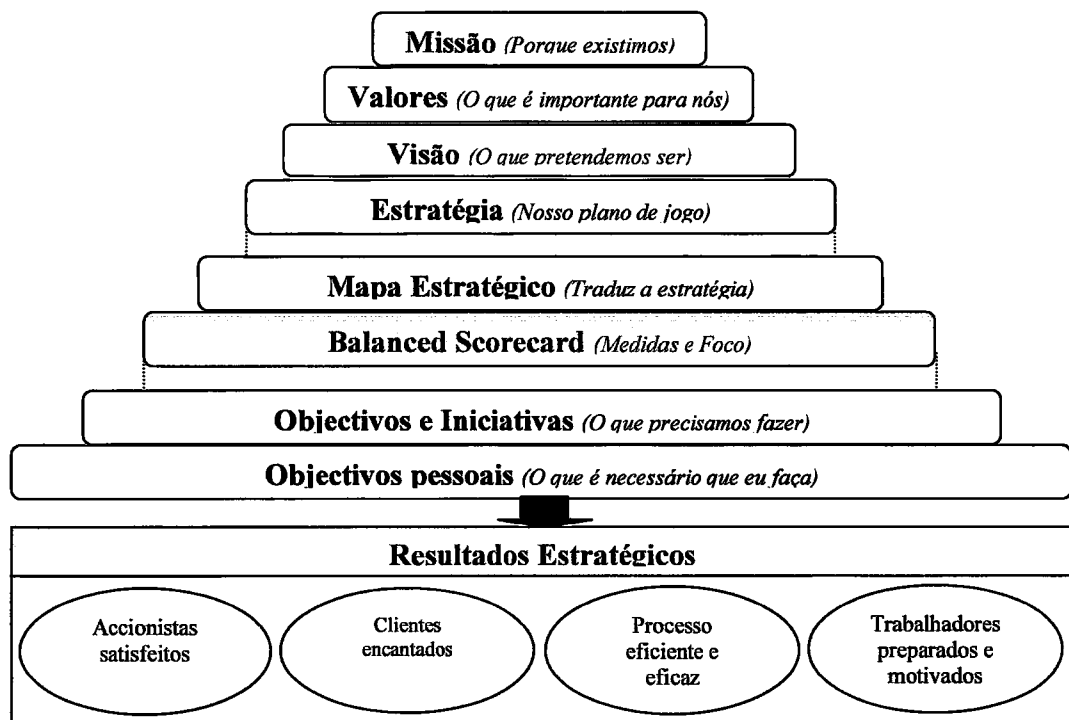 Missão (Porque existimos)
Valores (O que é importante para nós)
Visão (O que pretendemos ser)
Estratégia (Nosso plano de jogo)
Mapa Estratégico (Traduz a estratégia)
Balanced Scorecard (Medidas e Foco)
Objectivos e Iniciativas (O que precisamos fazer)
Objectivos pessoais (O que é necessário que eu faça)
Resultados Estratégicos
Accionistas
satisfeitos
Clientes
encantados
Processo
eficiente e
eficaz
Trabalhadores
preparados e
motivados